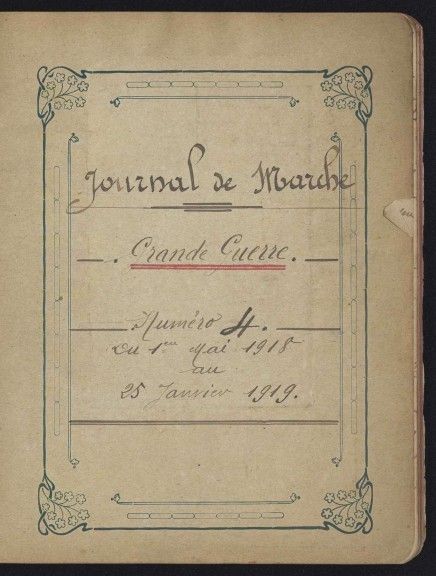 Journal de Marche
. Grande Guerre.
Numéro 4.
Du 1er Mai 1918
au
25 Janvier 1919.